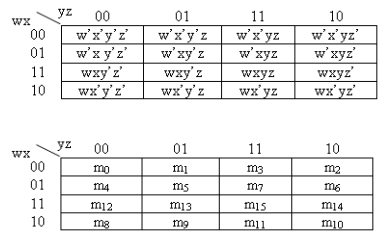 yz
wx 00 01 11 10
00 w'x'y'z' w'x'y'z w'x'yz w'x'yz'
01 w'x y'z' w'xy'z w'xyz w'xyz'
11 wxy'z' wxy'z wxyz wxyz'
10 wx'y'z' wx'y'z wx'yz wx'yz'
yz
wx 00 01 11 10
00 m0 m1 m3 m2
01 m4 m5 m7 m6
11 m12 m13 m15 m14
10 m8 m9 m11 m10